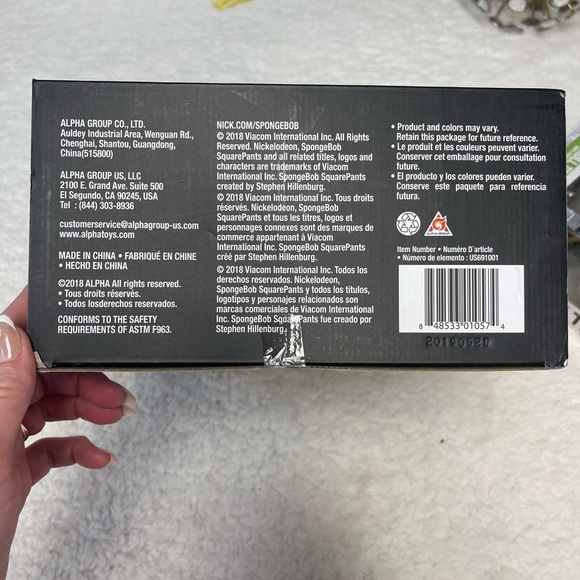 ALPHA GROUP CO., LTD.
Auldey Industrial Area, Wenguan Rd.,
Chenghai, Shantou, Guangdong,
China(515800)
ALPHA GROUP US, LLC
2100 E. Grand Ave. Suite 500
El Segundo, CA 90245, USA
Tel : (844) 303-8936
customerservice@alphagroup-us.com
www.alphatoys.com
MADE IN CHINA • FABRIQUÉ EN CHINE
• HECHO EN CHINA
©2018 ALPHA All rights reserved.
• Tous droits réservés.
• Todos losderechos reservados.
CONFORMS TO THE SAFETY
REQUIREMENTS OF ASTM F963.
NICK.COM/SPONGEBOB
© 2018 Viacom International Inc. All Rights
Reserved. Nickelodeon, SpongeBob
SquarePants and all related titles, logos and
characters are trademarks of Viacom
International Inc. SpongeBob SquarePants
created by Stephen Hillenburg.
© 2018 Viacom International Inc. Tous droits
réservés. Nickelodeon, SpongeBob
SquarePants et tous les titres, logos et
personnages connexes sont des marques de
commerce appartenant à Viacom
International Inc. SpongeBob SquarePants
créé par Stephen Hillenburg.
© 2018 Viacom International Inc. Todos los
derechos reservados. Nickelodeon,
SpongeBob SquarePants y todos los títulos,
logotipos y personajes relacionados son
marcas comerciales de Viacom International
Inc. SpongeBob SquarePants fue creado por
Stephen Hillenburg.
• Product and colors may vary.
Retain this package for future reference.
• Le produit et les couleurs peuvent varier.
Conserver cet emballage pour consultation
future.
• El producto y los colores pueden varier.
Conserve este paquete para referencia
futura.
ALPHA GROUP
Item Number • Numéro D'article
• Número de elemento : US691001
8 48533 01057 4
20190520